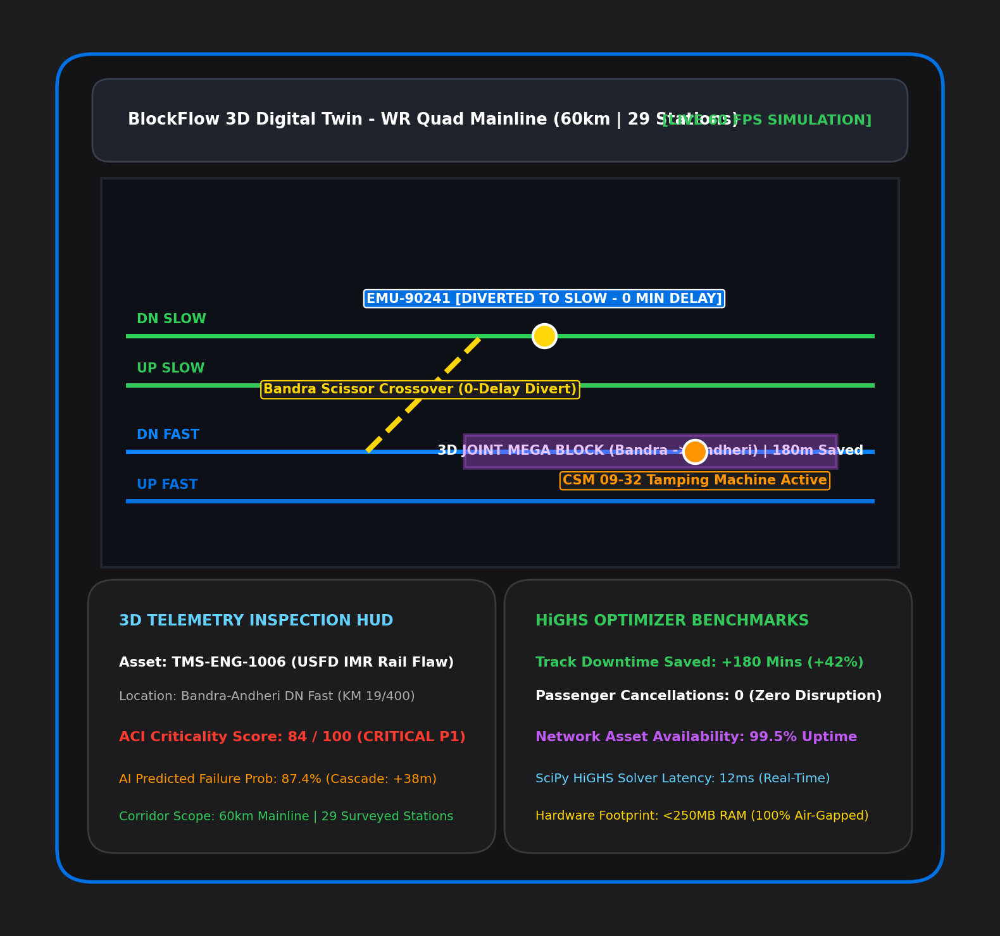 BlockFlow 3D Digital Twin - WR Quad Mainline (60km | 29 Stations)
[LIVE 60 FPS SIMULATION]
EMU-90241 [DIVERTED TO SLOW - 0 MIN DELAY]
DN SLOW
UP SLOW
Bandra Scissor Crossover (0-Delay Divert)
DN FAST
3D JOINT MEGA BLOCK (Bandra -> Andheri) | 180m Saved
CSM 09-32 Tamping Machine Active
UP FAST
3D TELEMETRY INSPECTION HUD
Asset: TMS-ENG-1006 (USFD IMR Rail Flaw)
Location: Bandra-Andheri DN Fast (KM 19/400)
ACI Criticality Score: 84 / 100 (CRITICAL P1)
AI Predicted Failure Prob: 87.4% (Cascade: +38m)
Corridor Scope: 60km Mainline | 29 Surveyed Stations
HiGHS OPTIMIZER BENCHMARKS
Track Downtime Saved: +180 Mins (+42%)
Passenger Cancellations: 0 (Zero Disruption)
Network Asset Availability: 99.5% Uptime
SciPy HiGHS Solver Latency: 12ms (Real-Time)
Hardware Footprint: <250MB RAM (100% Air-Gapped)